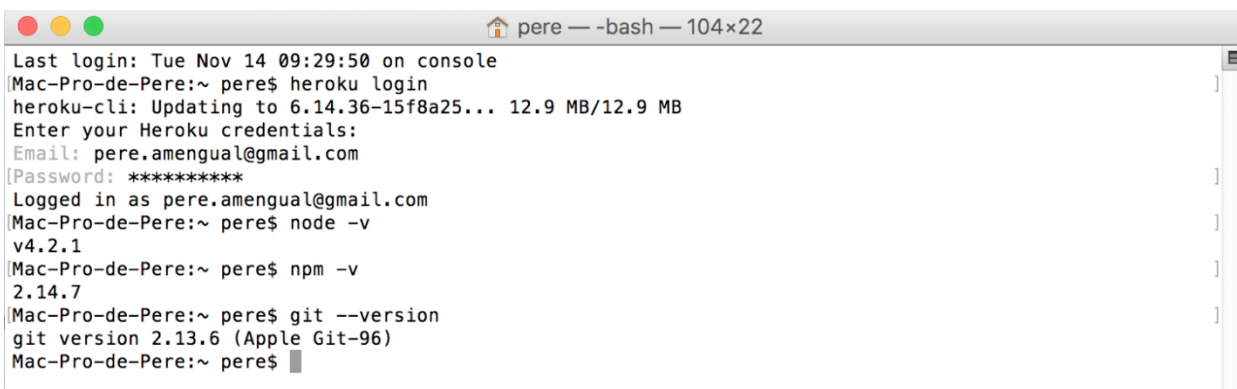 pere — -bash — 104×22
Last login: Tue Nov 14 09:29:50 on console
[Mac-Pro-de-Pere:~ pere$ heroku login ]
heroku-cli: Updating to 6.14.36-15f8a25... 12.9 MB/12.9 MB
Enter your Heroku credentials:
Email: pere.amengual@gmail.com
[Password: ********** ]
Logged in as pere.amengual@gmail.com
[Mac-Pro-de-Pere:~ pere$ node -v ]
v4.2.1
[Mac-Pro-de-Pere:~ pere$ npm -v ]
2.14.7
[Mac-Pro-de-Pere:~ pere$ git --version ]
git version 2.13.6 (Apple Git-96)
Mac-Pro-de-Pere:~ pere$